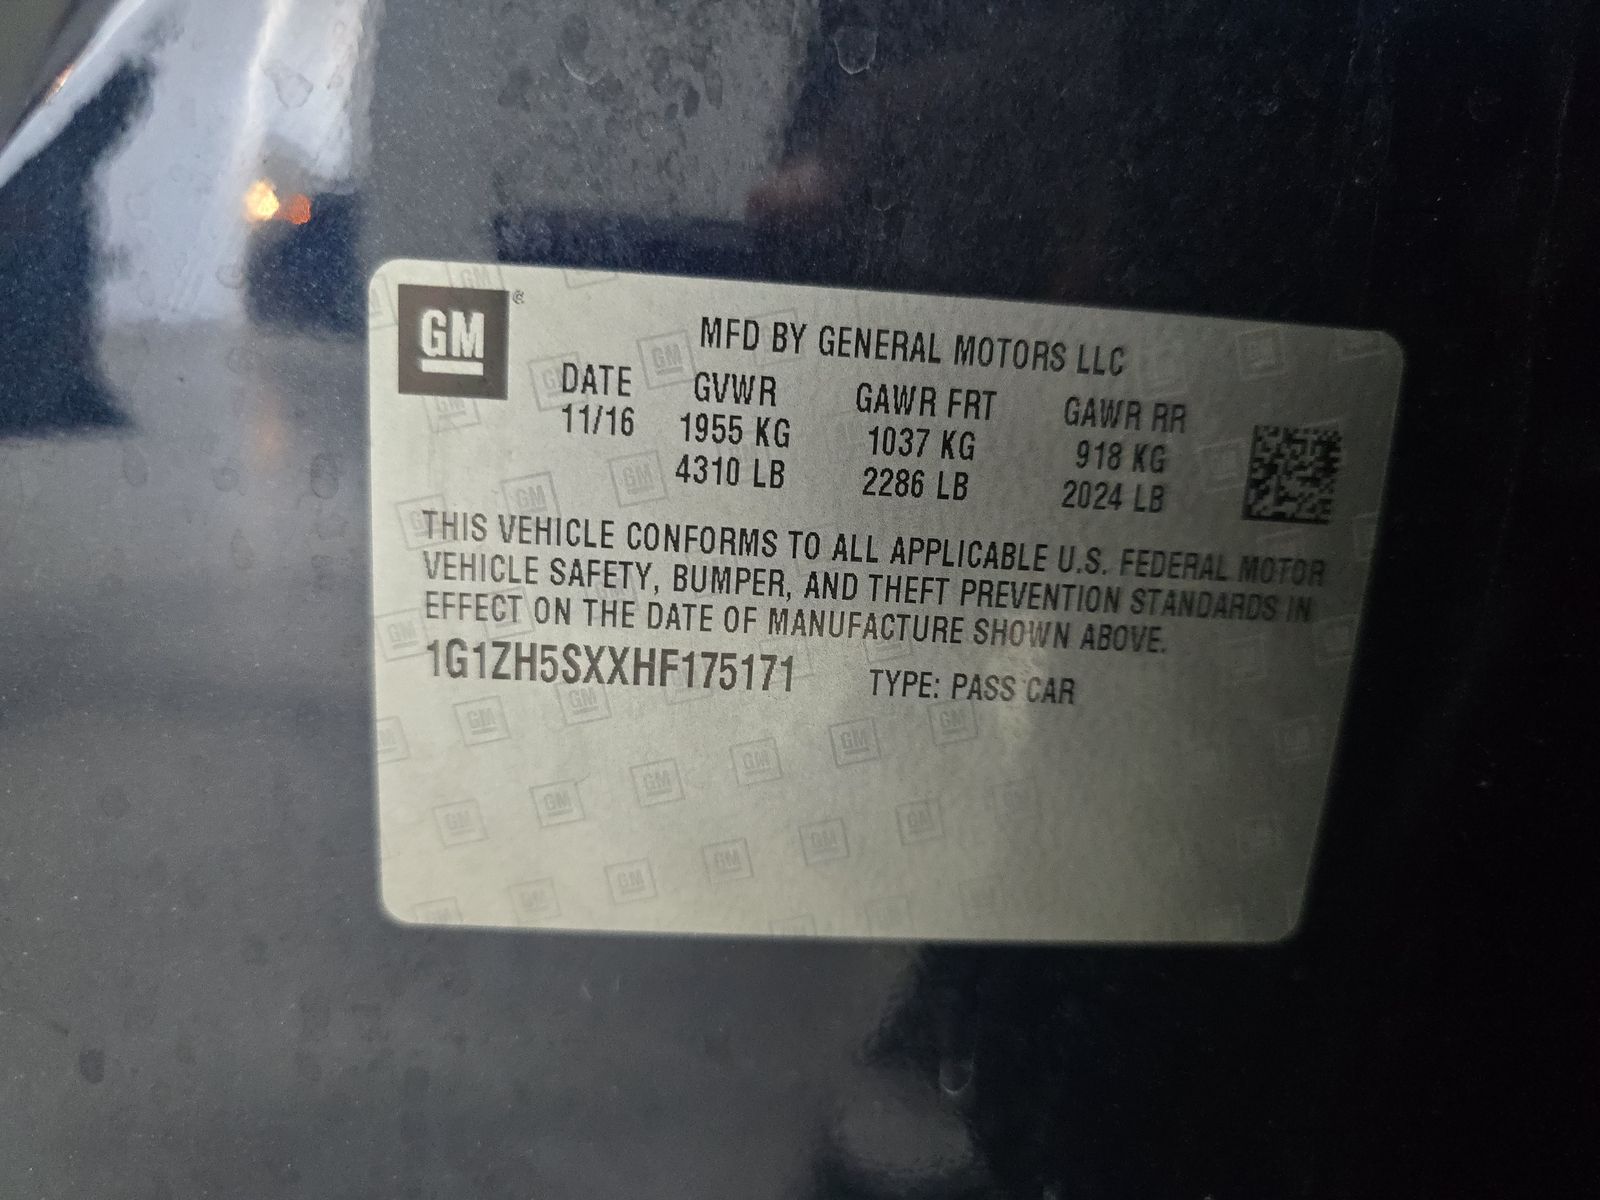 GM
MFD BY GENERAL MOTORS LLC
DATE GVWR GAWR FRT GAWR RR
11/16 1955 KG 1037 KG 918 KG
4310 LB 2286 LB 2024 LB
THIS VEHICLE CONFORMS TO ALL APPLICABLE U.S. FEDERAL MOTOR
VEHICLE SAFETY, BUMPER, AND THEFT PREVENTION STANDARDS IN
EFFECT ON THE DATE OF MANUFACTURE SHOWN ABOVE.
1G1ZH5SXXHF175171 TYPE: PASS CAR